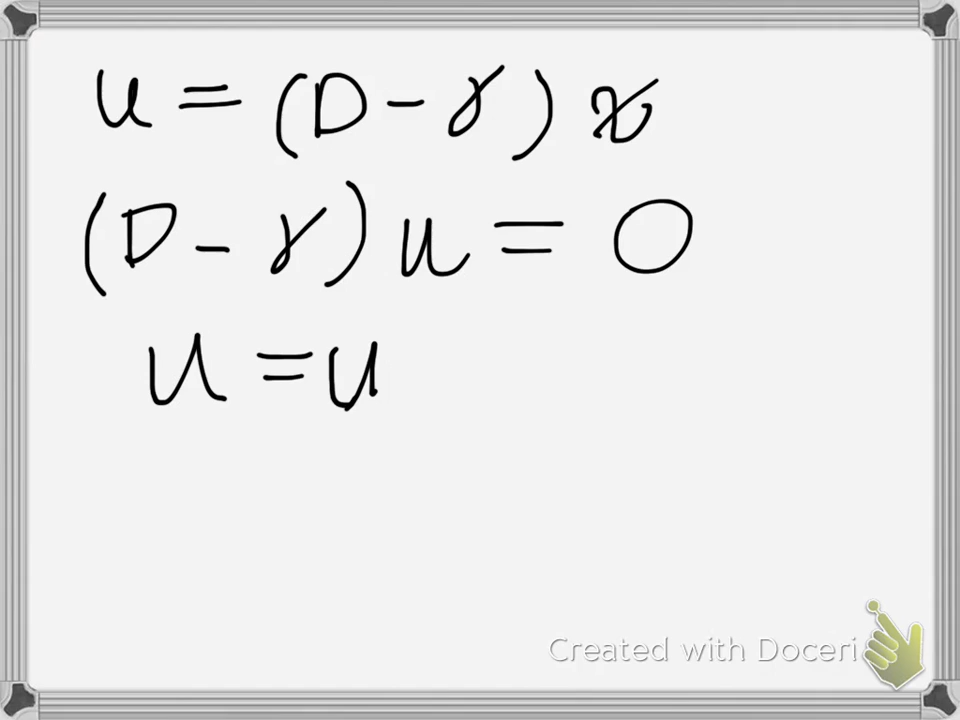 u = (D - γ) x
(D - γ) u = 0
u = u
Created with Doceri